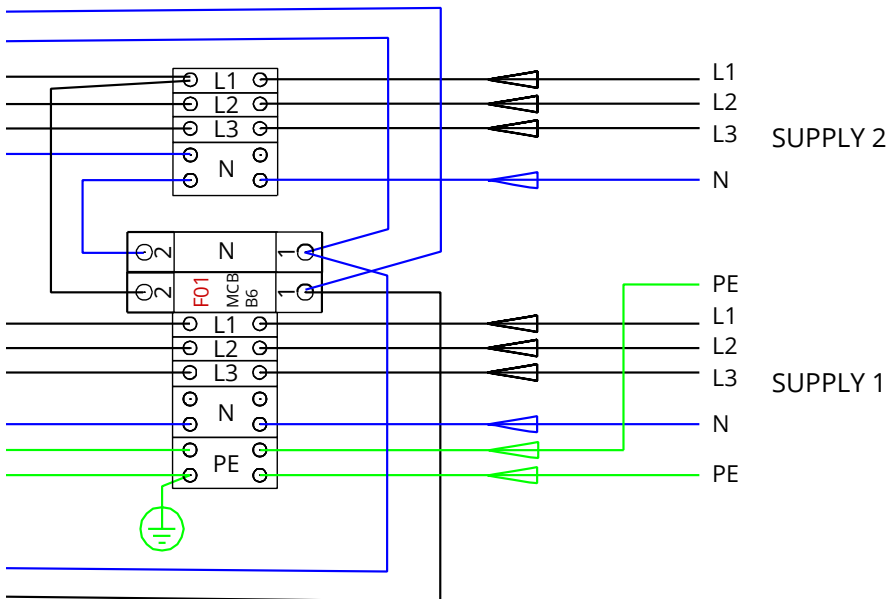 L1 L1
L2 L2
L3 L3
SUPPLY 2
N N
2 N 1
PE
2 F01 MCB B6 1
L1 L1
L2 L2
L3 L3
SUPPLY 1
N N
PE PE